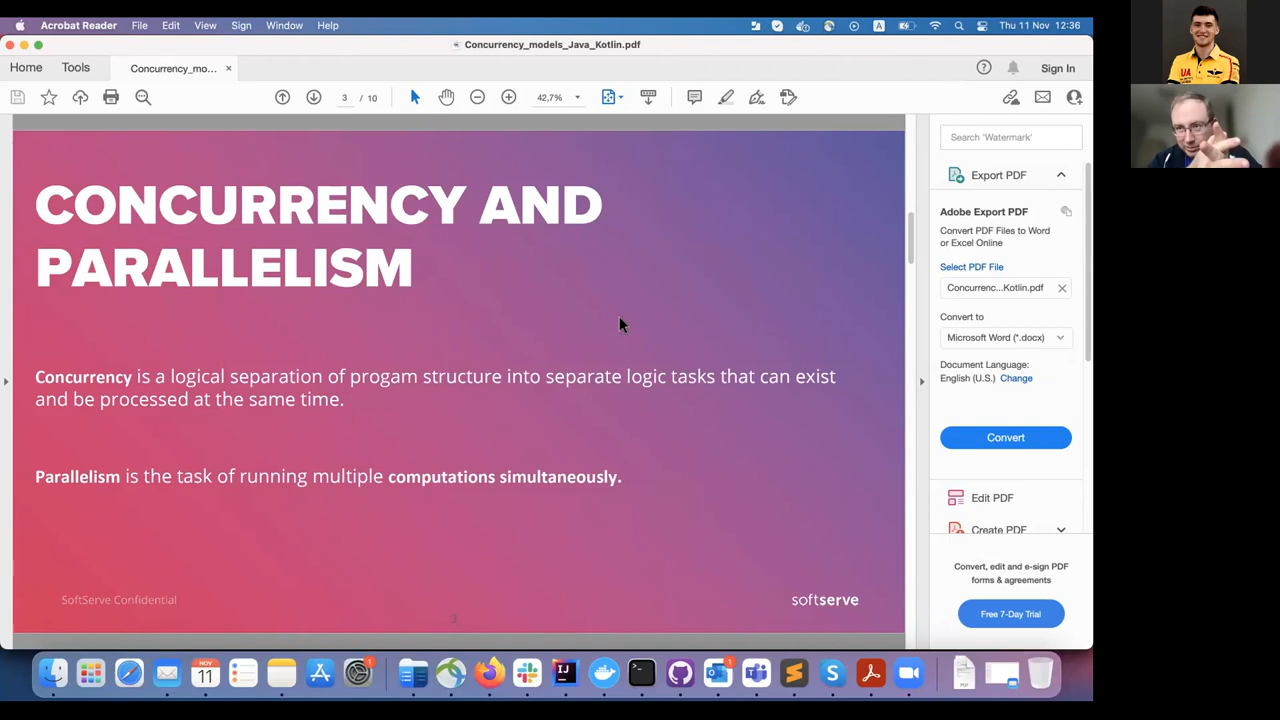 Acrobat Reader File Edit View Sign Window Help A Thu 11 Nov 12:36
Concurrency_models_Java_Kotlin.pdf
Home Tools Concurrency_mo... × Sign In
3 / 10 42,7%
Search 'Watermark'
Export PDF
Adobe Export PDF
Convert PDF Files to Word
or Excel Online
Select PDF File
Concurrenc...Kotlin.pdf
Convert to
Microsoft Word (*.docx)
Document Language:
English (U.S.) Change
Convert
Edit PDF
Create PDF
Convert, edit and e-sign PDF
forms & agreements
Free 7-Day Trial
CONCURRENCY AND
PARALLELISM
Concurrency is a logical separation of progam structure into separate logic tasks that can exist
and be processed at the same time.
Parallelism is the task of running multiple computations simultaneously.
SoftServe Confidential
3
softserve
NOV
11
1
1
UA